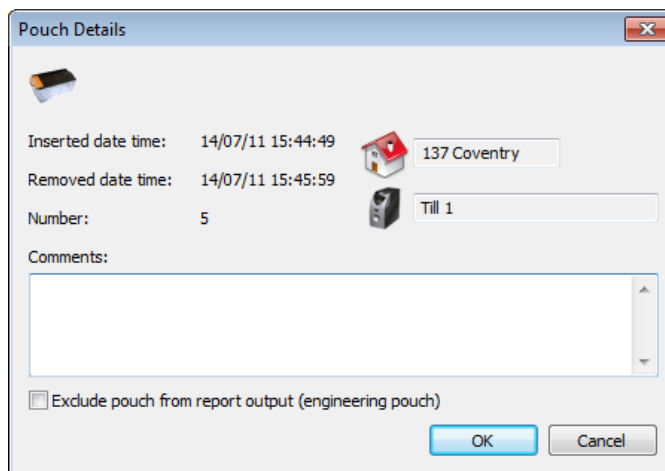 Pouch Details
Inserted date time: 14/07/11 15:44:49
137 Coventry
Removed date time: 14/07/11 15:45:59
Till 1
Number: 5
Comments:
Exclude pouch from report output (engineering pouch)
OK Cancel